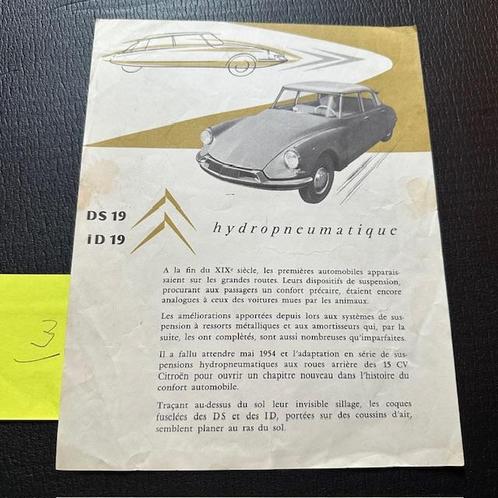 DS 19
iD 19
hydropneumatique
A la fin du XIXᵉ siècle, les premières automobiles apparais-
saient sur les grandes routes. Leurs dispositifs de suspension,
procurant aux passagers un confort précaire, étaient encore
analogues à ceux des voitures mues par les animaux.
Les améliorations apportées depuis lors aux systèmes de sus-
pension à ressorts métalliques et aux amortisseurs qui, par la
suite, les ont complétés, sont aussi nombreuses qu'imparfaites.
Il a fallu attendre mai 1954 et l'adaptation en série de sus-
pensions hydropneumatiques aux roues arrière des 15 CV
Citroën pour ouvrir un chapitre nouveau dans l'histoire du
confort automobile.
Traçant au-dessus du sol leur invisible sillage, les coques
fuselées des DS et des ID, portées sur des coussins d'air,
semblent planer au ras du sol.
3